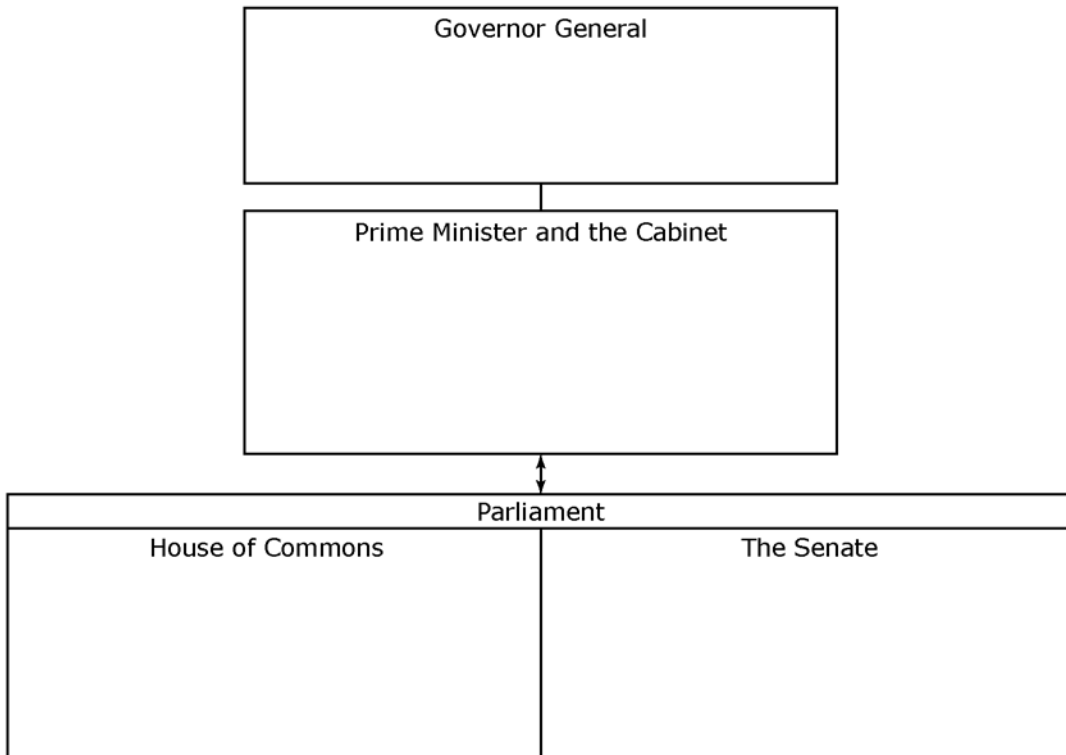 Governor General
Prime Minister and the Cabinet
Parliament
House of Commons
The Senate